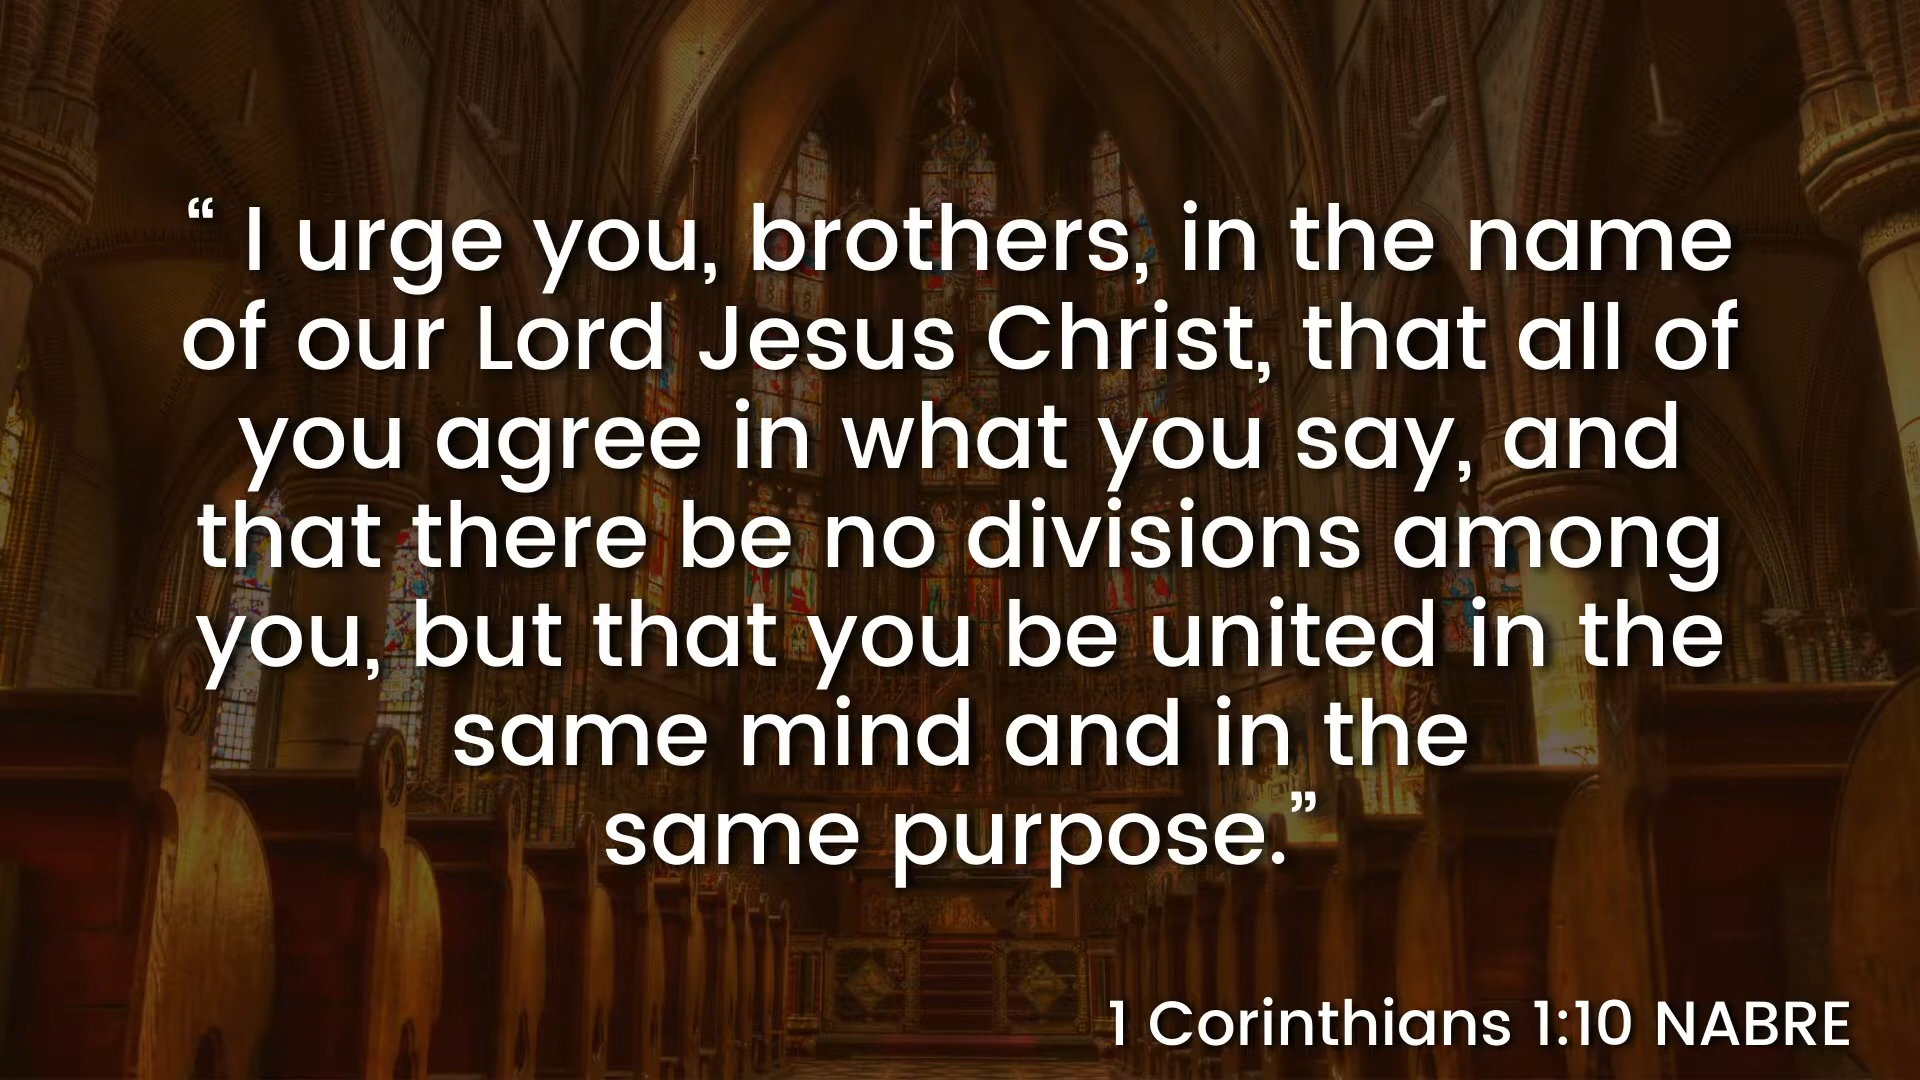 “ I urge you, brothers, in the name
of our Lord Jesus Christ, that all of
you agree in what you say, and
that there be no divisions among
you, but that you be united in the
same mind and in the
same purpose.”
1 Corinthians 1:10 NABRE